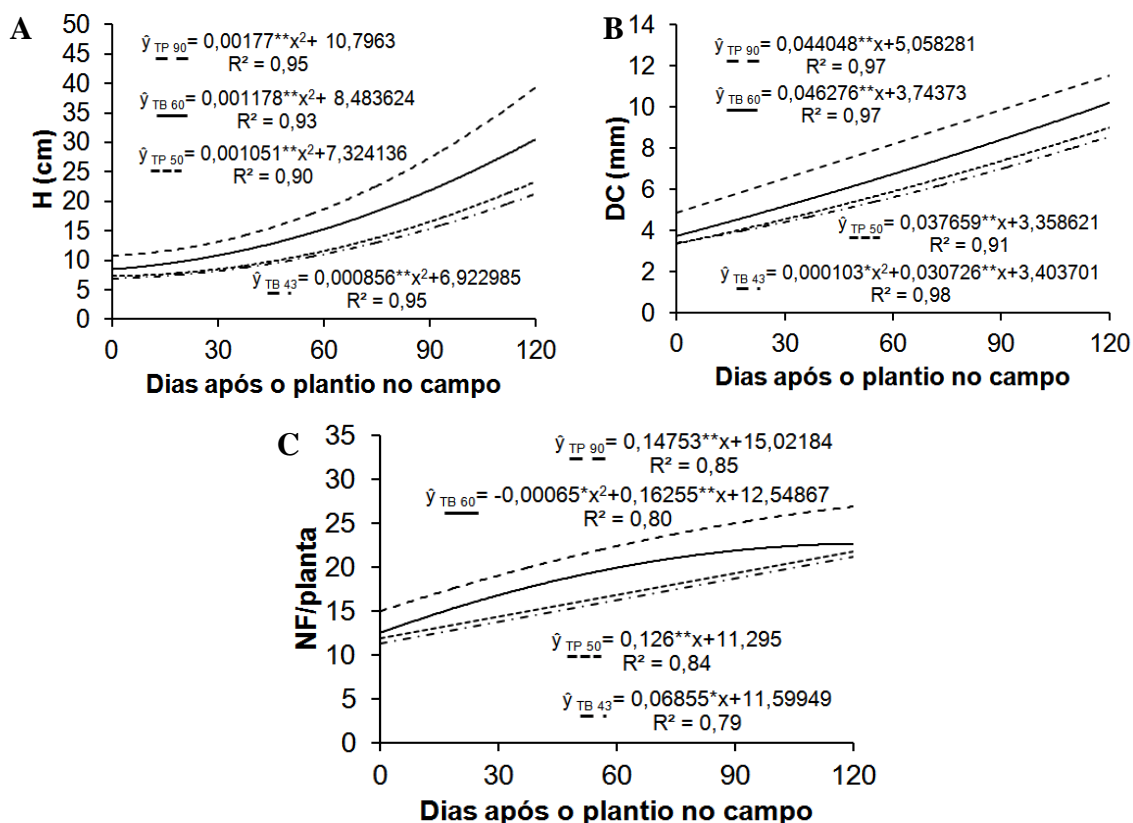 A
H (cm)
50
45
40
35
30
25
20
15
10
5
0
ŷ TP 90 = 0,00177**x²+ 10,7963
R² = 0,95
ŷ TB 60 = 0,001178**x²+ 8,483624
R² = 0,93
ŷ TP 50 = 0,001051**x²+7,324136
R² = 0,90
ŷ TB 43 = 0,000856**x²+6,922985
R² = 0,95
0 30 60 90 120
Dias após o plantio no campo
B
DC (mm)
14
12
10
8
6
4
2
0
ŷ TP 90 = 0,044048**x+5,058281
R² = 0,97
ŷ TB 60 = 0,046276**x+3,74373
R² = 0,97
ŷ TP 50 = 0,037659**x+3,358621
R² = 0,91
ŷ TB 43 = 0,000103*x²+0,030726**x+3,403701
R² = 0,98
0 30 60 90 120
Dias após o plantio no campo
C
NF/planta
35
30
25
20
15
10
5
0
ŷ TP 90 = 0,14753**x+15,02184
R² = 0,85
ŷ TB 60 = -0,00065*x²+0,16255**x+12,54867
R² = 0,80
ŷ TP 50 = 0,126**x+11,295
R² = 0,84
ŷ TB 43 = 0,06855*x+11,59949
R² = 0,79
0 30 60 90 120
Dias após o plantio no campo